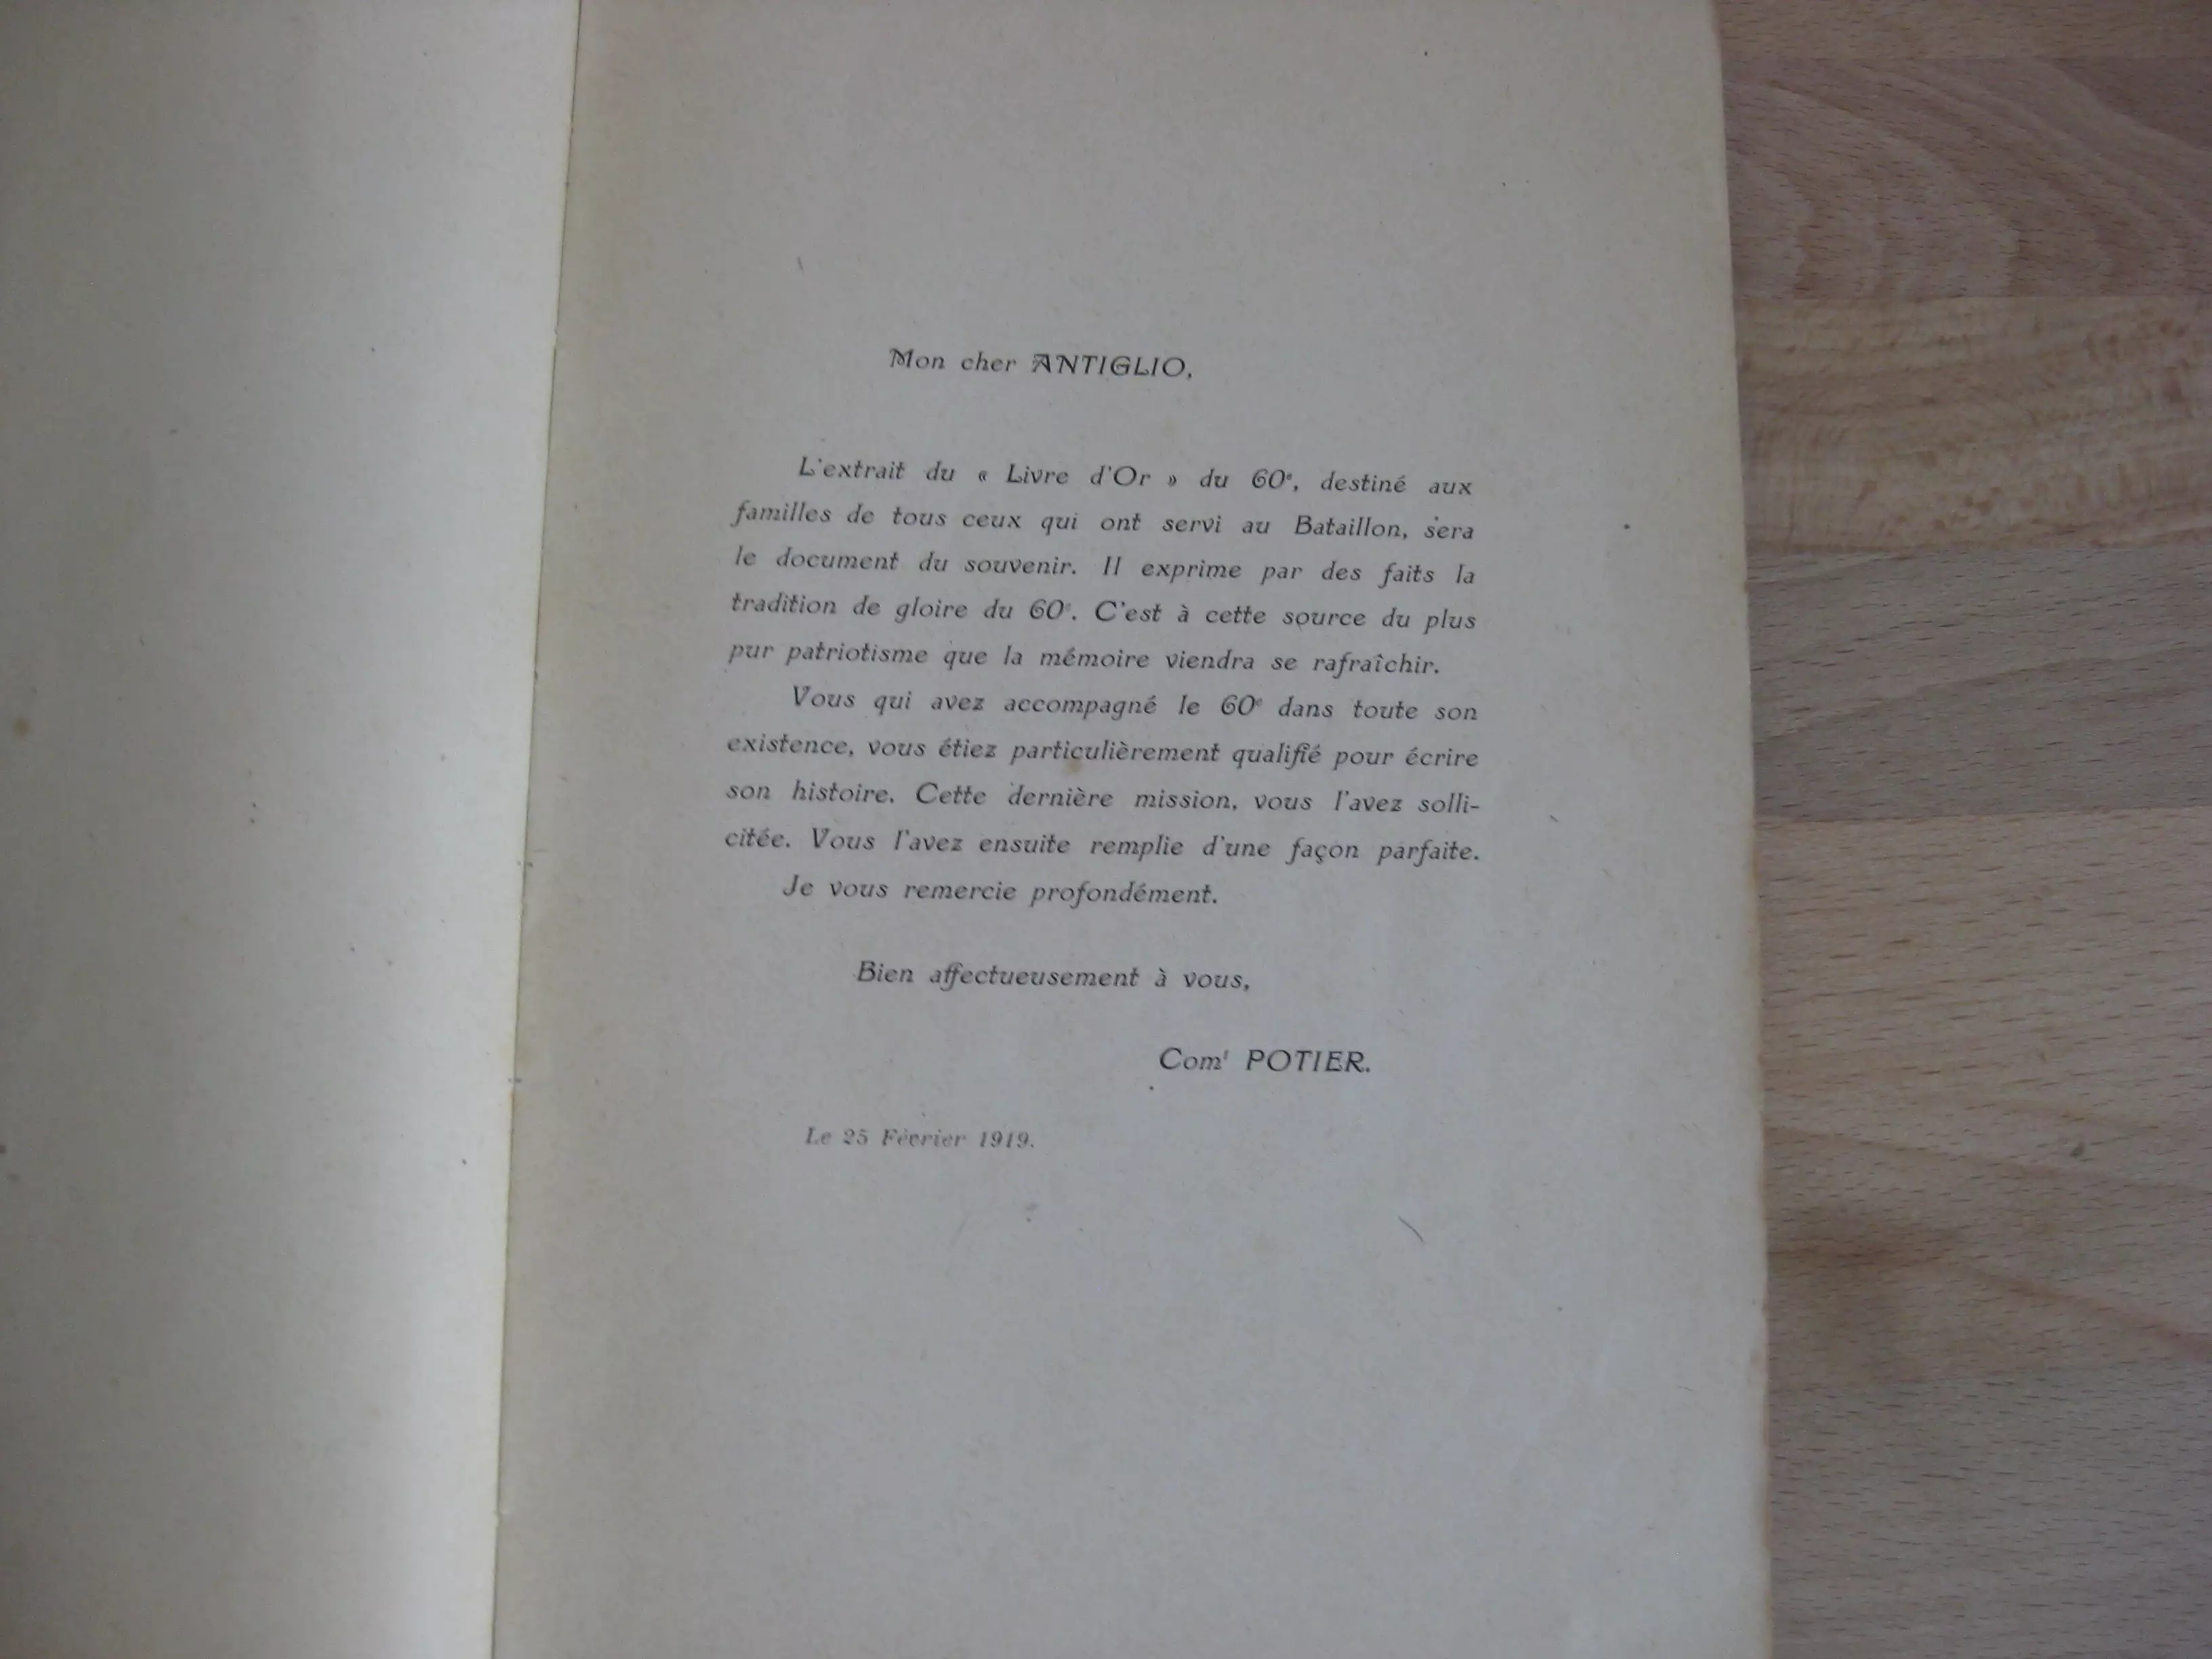 Mon cher ANTIGLIO,
L'extrait du « Livre d'Or » du 60e, destiné aux
familles de tous ceux qui ont servi au Bataillon, sera
le document du souvenir. Il exprime par des faits la
tradition de gloire du 60e. C'est à cette source du plus
pur patriotisme que la mémoire viendra se rafraîchir.
Vous qui avez accompagné le 60e dans toute son
existence, vous étiez particulièrement qualifié pour écrire
son histoire. Cette dernière mission, vous l'avez solli-
citée. Vous l'avez ensuite remplie d'une façon parfaite.
Je vous remercie profondément.
Bien affectueusement à vous,
Comt POTIER.
Le 25 Février 1919.